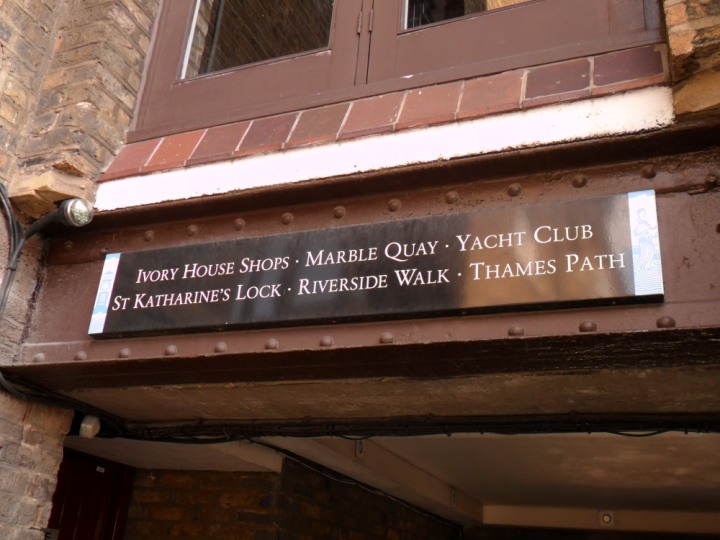 Ivory House Shops · Marble Quay · Yacht Club
St Katharine's Lock · Riverside Walk · Thames Path